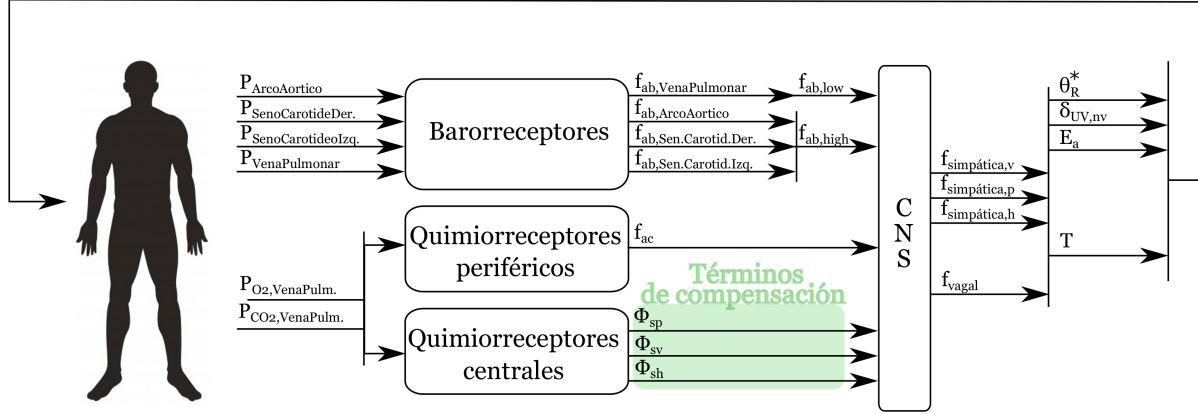 P_ArcoAortico
P_SenoCarotideDer.
P_SenoCarotideoIzq.
P_VenaPulmonar
Barorreceptores
f_ab,VenaPulmonar
f_ab,ArcoAortico
f_ab,Sen.Carotid.Der.
f_ab,Sen.Carotid.Izq.
f_ab,low
f_ab,high
P_O2,VenaPulm.
P_CO2,VenaPulm.
Quimiorreceptores
periféricos
f_ac
Términos
de compensación
Quimiorreceptores
centrales
Φ_sp
Φ_sv
Φ_sh
C
N
S
f_simpática,v
f_simpática,p
f_simpática,h
f_vagal
θ_R^*
δ_UV,nv
E_a
T